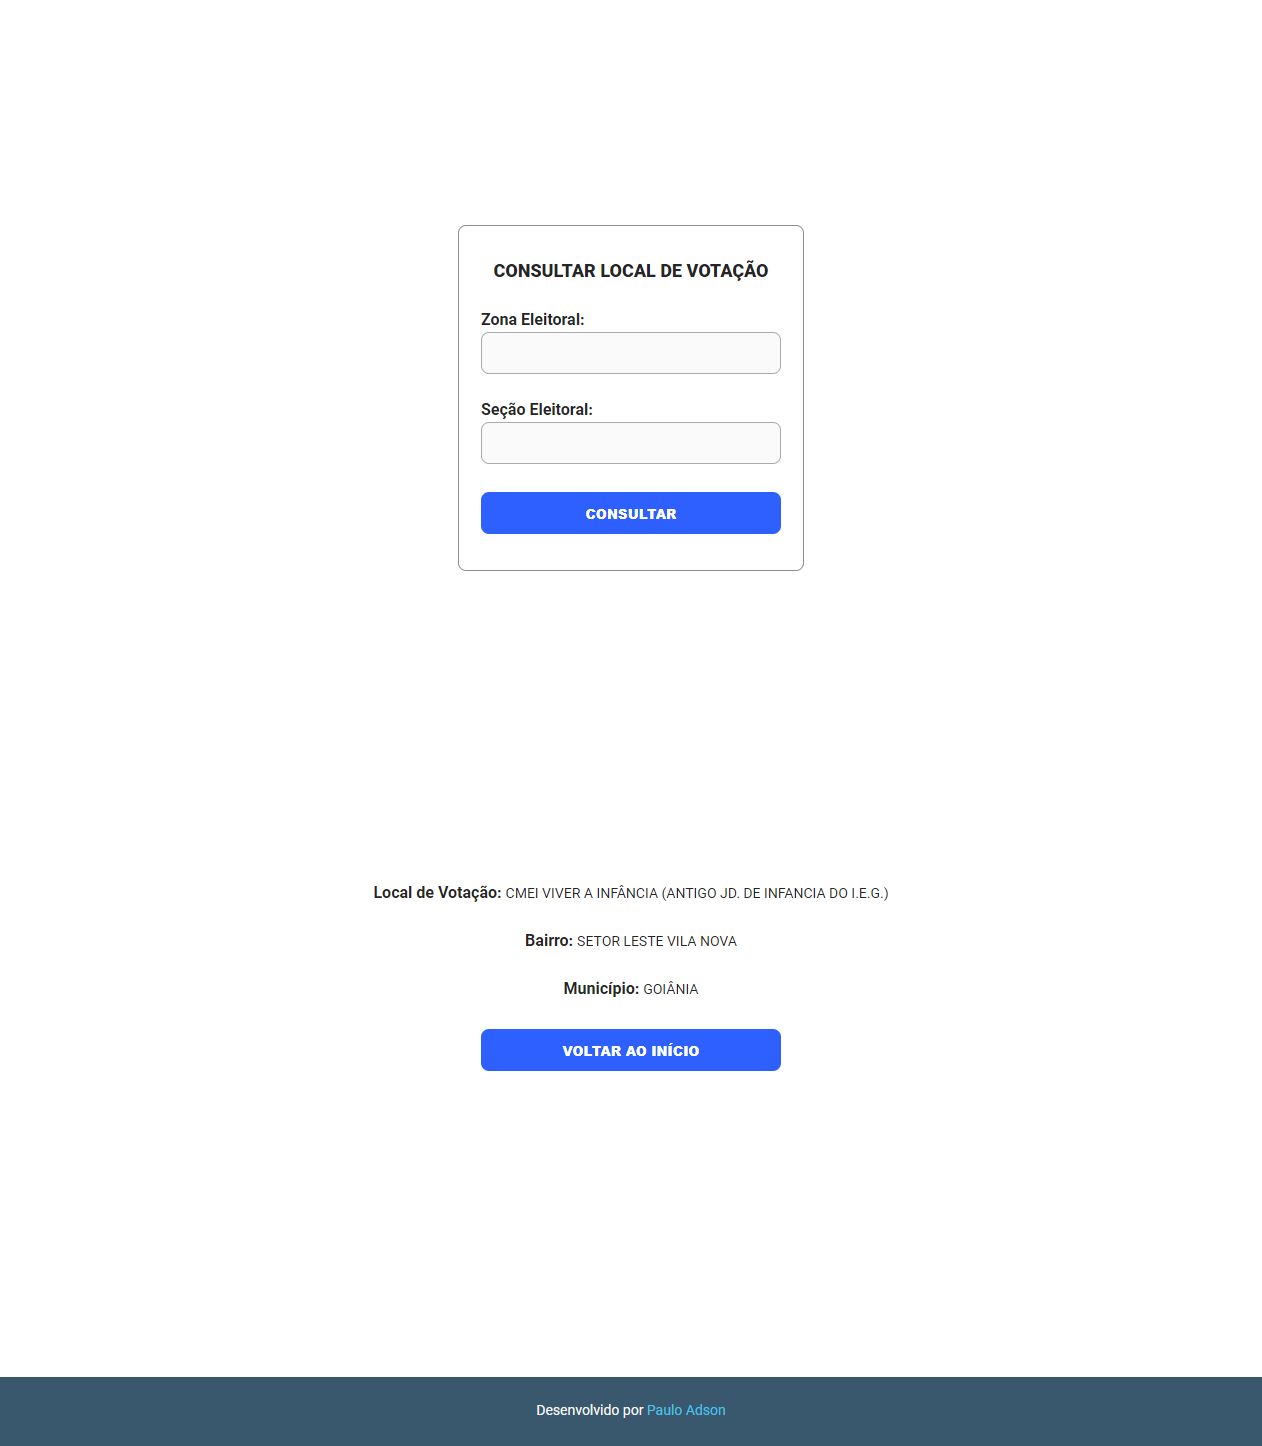 CONSULTAR LOCAL DE VOTAÇÃO
Zona Eleitoral:
Seção Eleitoral:
CONSULTAR
Local de Votação: CMEI VIVER A INFÂNCIA (ANTIGO JD. DE INFANCIA DO I.E.G.)
Bairro: SETOR LESTE VILA NOVA
Município: GOIÂNIA
VOLTAR AO INÍCIO
Desenvolvido por Paulo Adson